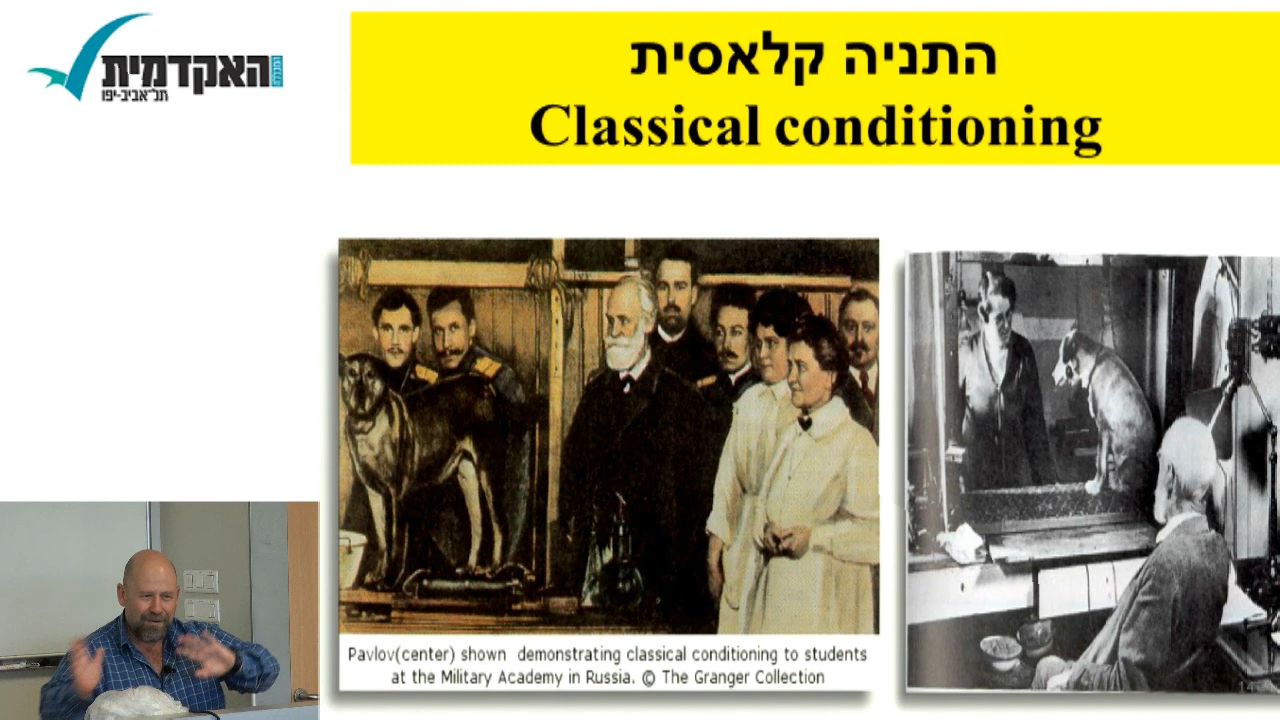 האקדמית
תל־אביב-יפו
התניה קלאסית
Classical conditioning
Pavlov(center) shown demonstrating classical conditioning to students
at the Military Academy in Russia. © The Granger Collection